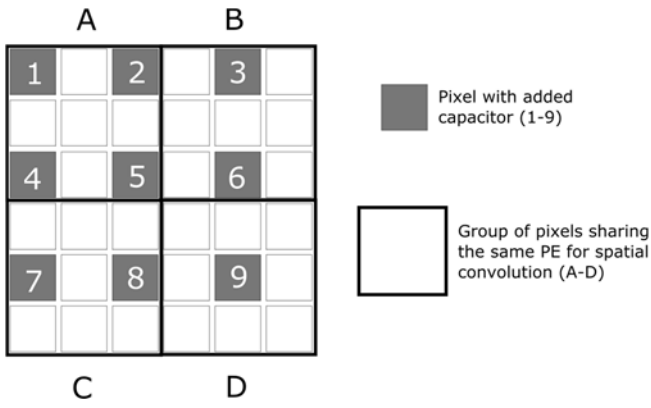 A B
1 2 3
4 5 6
7 8 9
C D
Pixel with added
capacitor (1-9)
Group of pixels sharing
the same PE for spatial
convolution (A-D)